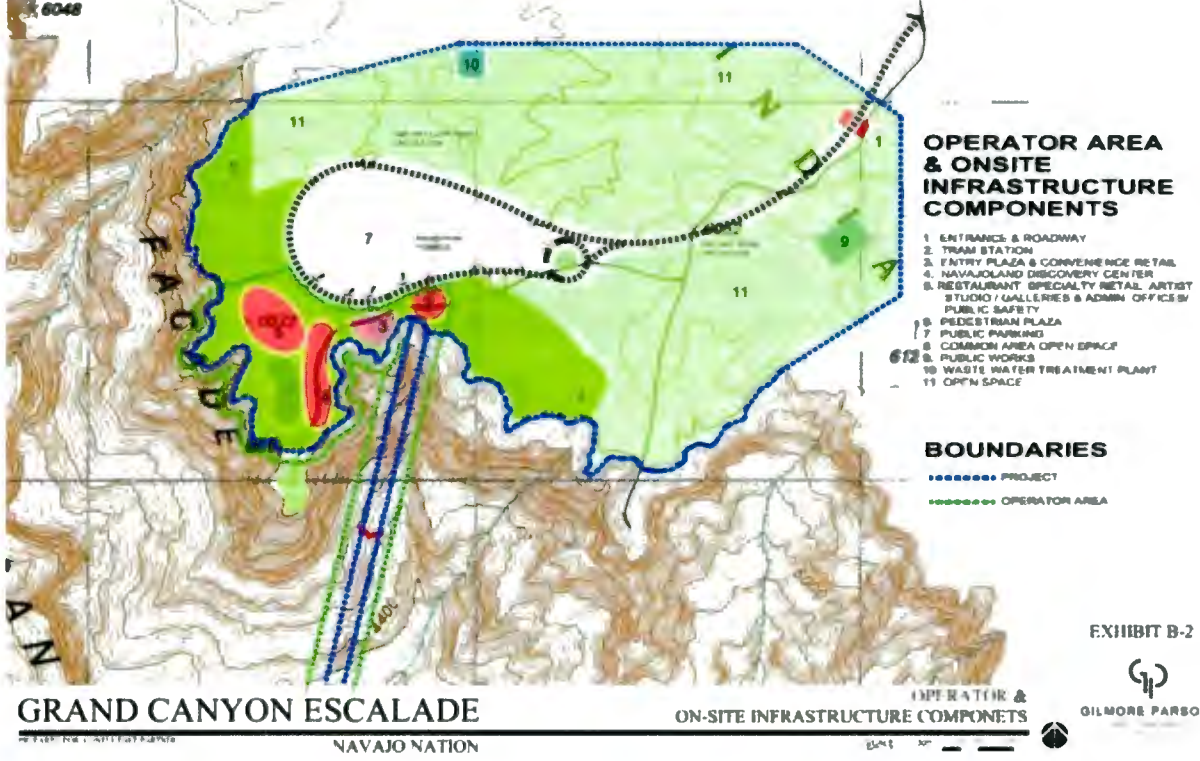 6048
10
11
N
11
D
1
7
9
A
11
3
FACADE
AN
OPERATOR AREA
& ONSITE
INFRASTRUCTURE
COMPONENTS
1 ENTRANCE & ROADWAY
2. TRAM STATION
3. ENTRY PLAZA & CONVENIENCE RETAIL
4. NAVAJOLAND DISCOVERY CENTER
5. RESTAURANT SPECIALTY RETAIL ARTIST
STUDIO / GALLERIES & ADMIN OFFICES/
PUBLIC SAFETY
6 PEDESTRIAN PLAZA
7 PUBLIC PARKING
8 COMMON AREA OPEN SPACE
9. PUBLIC WORKS
10 WASTE WATER TREATMENT PLANT
11 OPEN SPACE
612
BOUNDARIES
PROJECT
OPERATOR AREA
EXHIBIT B-2
GILMORE PARSO
GRAND CANYON ESCALADE
NAVAJO NATION
OPERATOR &
ON-SITE INFRASTRUCTURE COMPONETS